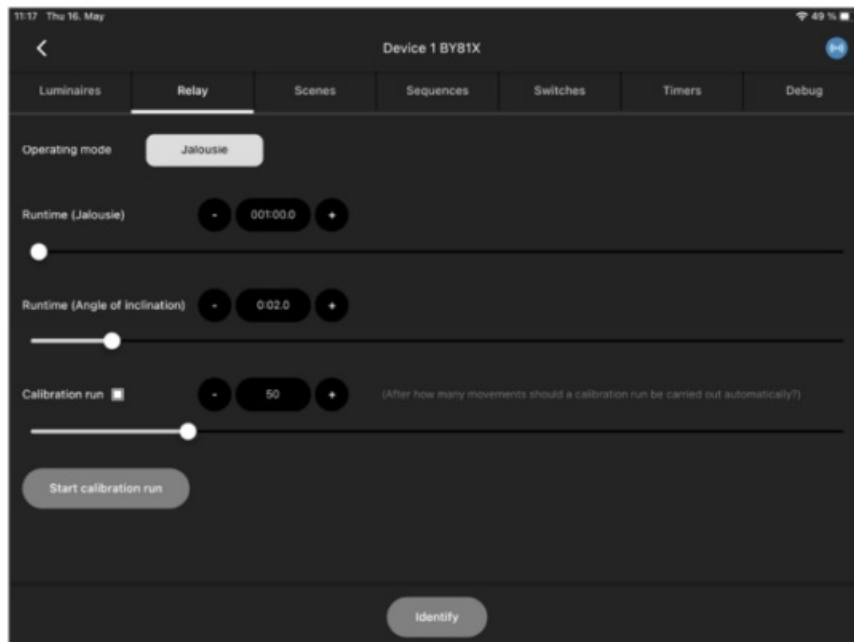 11:17 Thu 16. May 49 %
Device 1 BY81X
Luminaires Relay Scenes Sequences Switches Timers Debug
Operating mode Jalousie
Runtime (Jalousie) - 001:00.0 +
Runtime (Angle of inclination) - 0:02.0 +
Calibration run - 50 + (After how many movements should a calibration run be carried out automatically?)
Start calibration run
Identify